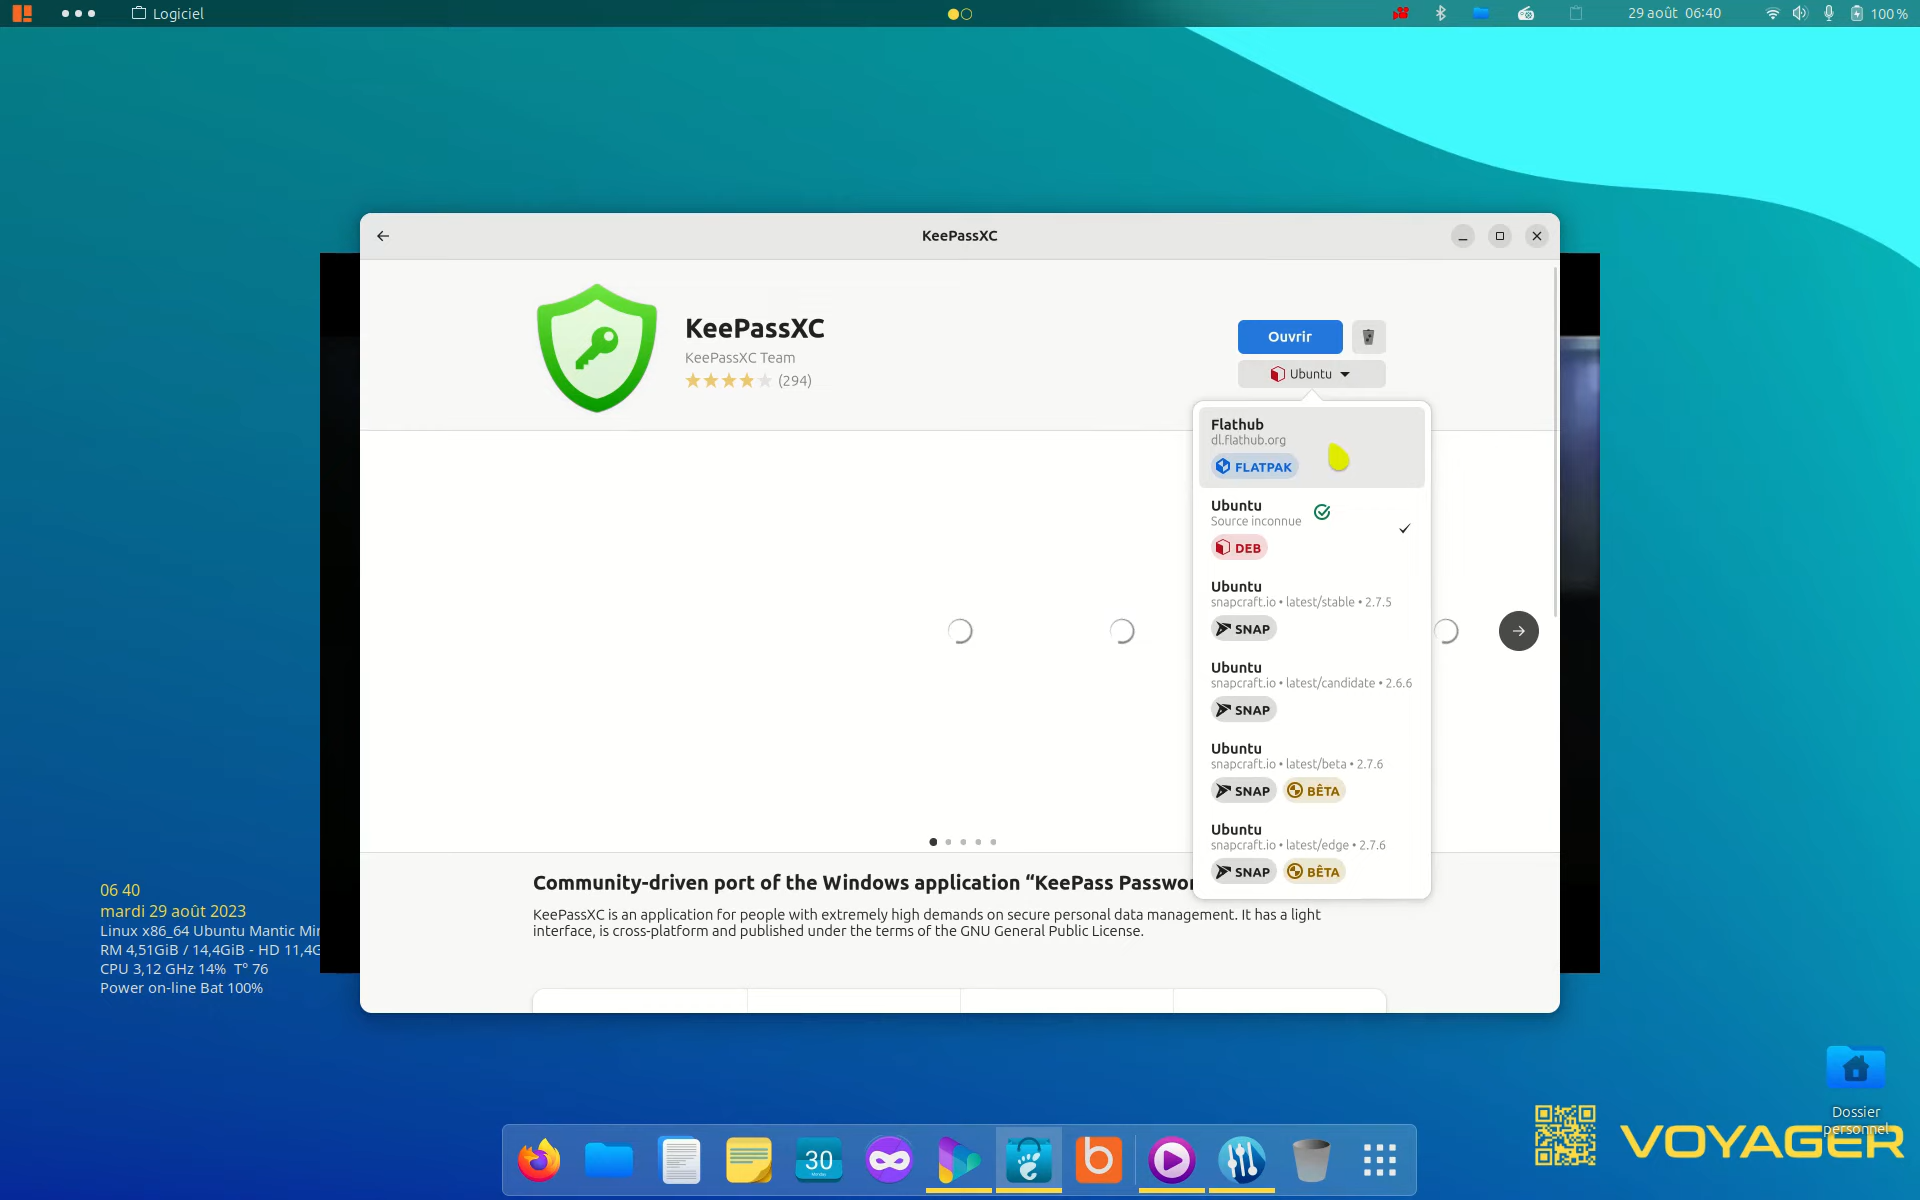 Logiciel
29 août 06:40
100 %
KeePassXC
KeePassXC
KeePassXC Team
(294)
Ouvrir
Ubuntu
Flathub
dl.flathub.org
FLATPAK
Ubuntu
Source inconnue
DEB
Ubuntu
snapcraft.io • latest/stable • 2.7.5
SNAP
Ubuntu
snapcraft.io • latest/candidate • 2.6.6
SNAP
Ubuntu
snapcraft.io • latest/beta • 2.7.6
SNAP BÊTA
Ubuntu
snapcraft.io • latest/edge • 2.7.6
SNAP BÊTA
Community-driven port of the Windows application “KeePass Passwor
KeePassXC is an application for people with extremely high demands on secure personal data management. It has a light
interface, is cross-platform and published under the terms of the GNU General Public License.
06 40
mardi 29 août 2023
Linux x86_64 Ubuntu Mantic Min
RM 4,51GiB / 14,4GiB - HD 11,4G
CPU 3,12 GHz 14% T° 76
Power on-line Bat 100%
Dossier
personnel
VOYAGER
30
b